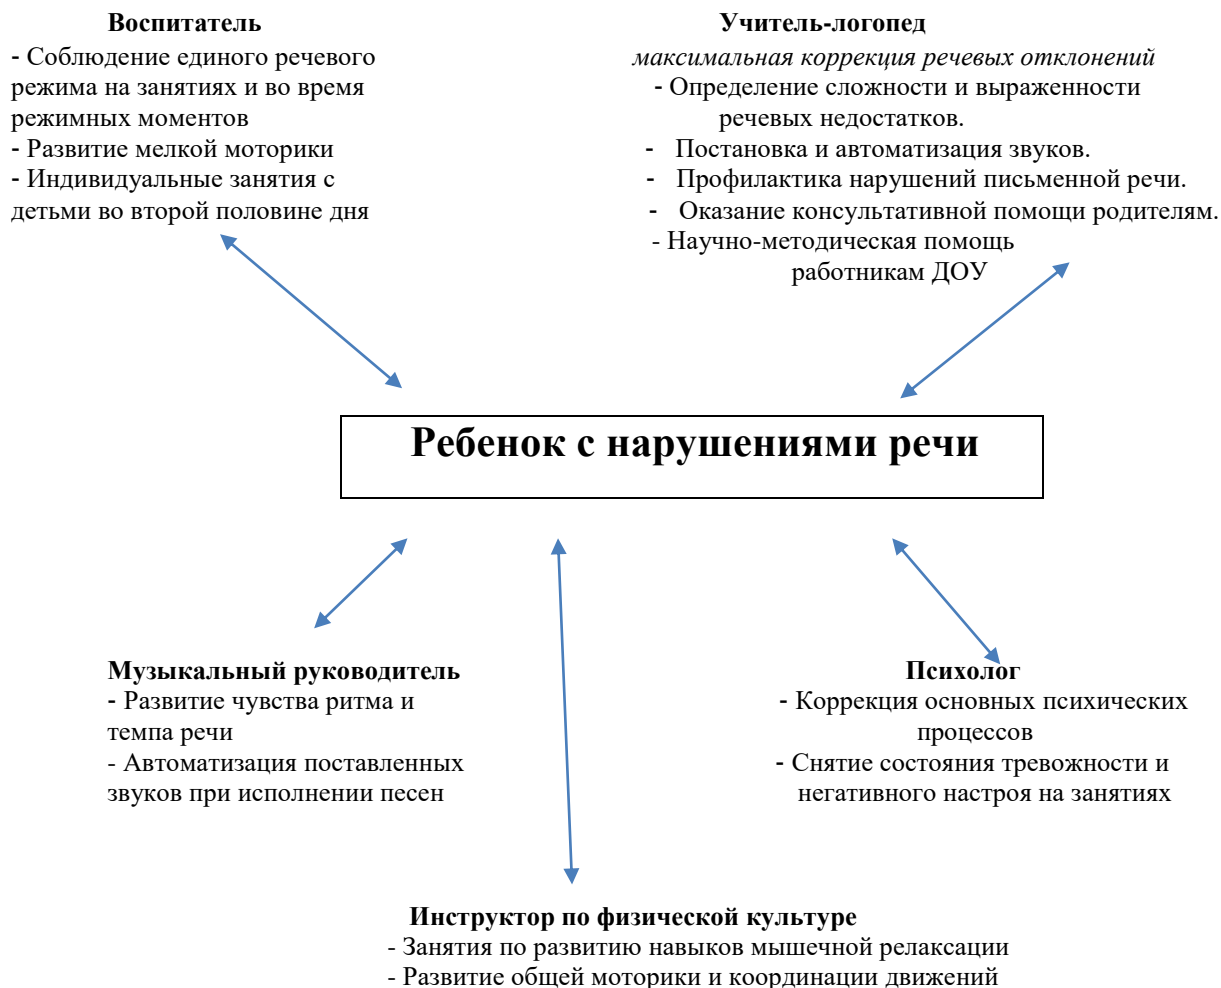 Воспитатель
- Соблюдение единого речевого
режима на занятиях и во время
режимных моментов
- Развитие мелкой моторики
- Индивидуальные занятия с
детьми во второй половине дня
Учитель-логопед
максимальная коррекция речевых отклонений
- Определение сложности и выраженности
речевых недостатков.
- Постановка и автоматизация звуков.
- Профилактика нарушений письменной речи.
- Оказание консультативной помощи родителям.
- Научно-методическая помощь
работникам ДОУ
Ребенок с нарушениями речи
Музыкальный руководитель
- Развитие чувства ритма и
темпа речи
- Автоматизация поставленных
звуков при исполнении песен
Психолог
- Коррекция основных психических
процессов
- Снятие состояния тревожности и
негативного настроя на занятиях
Инструктор по физической культуре
- Занятия по развитию навыков мышечной релаксации
- Развитие общей моторики и координации движений